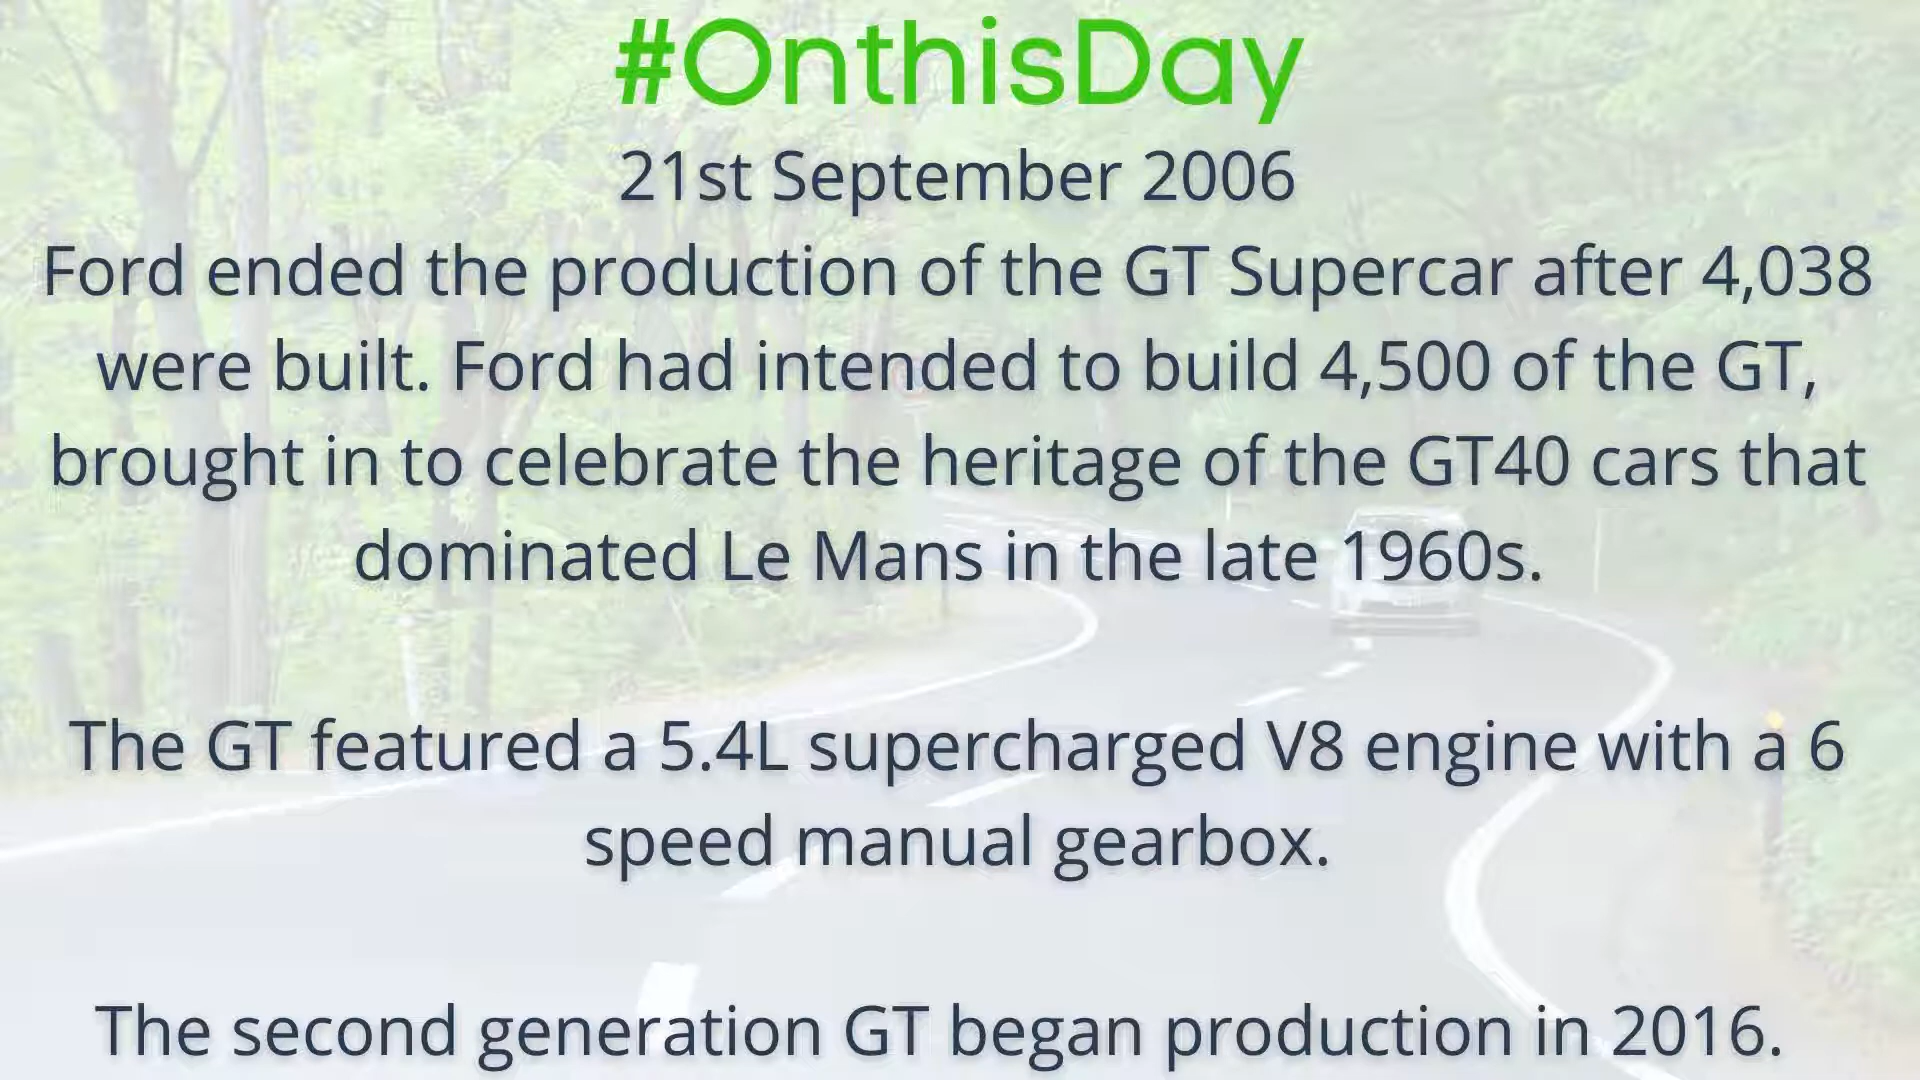 #OnthisDay
21st September 2006
Ford ended the production of the GT Supercar after 4,038
were built. Ford had intended to build 4,500 of the GT,
brought in to celebrate the heritage of the GT40 cars that
dominated Le Mans in the late 1960s.
The GT featured a 5.4L supercharged V8 engine with a 6
speed manual gearbox.
The second generation GT began production in 2016.